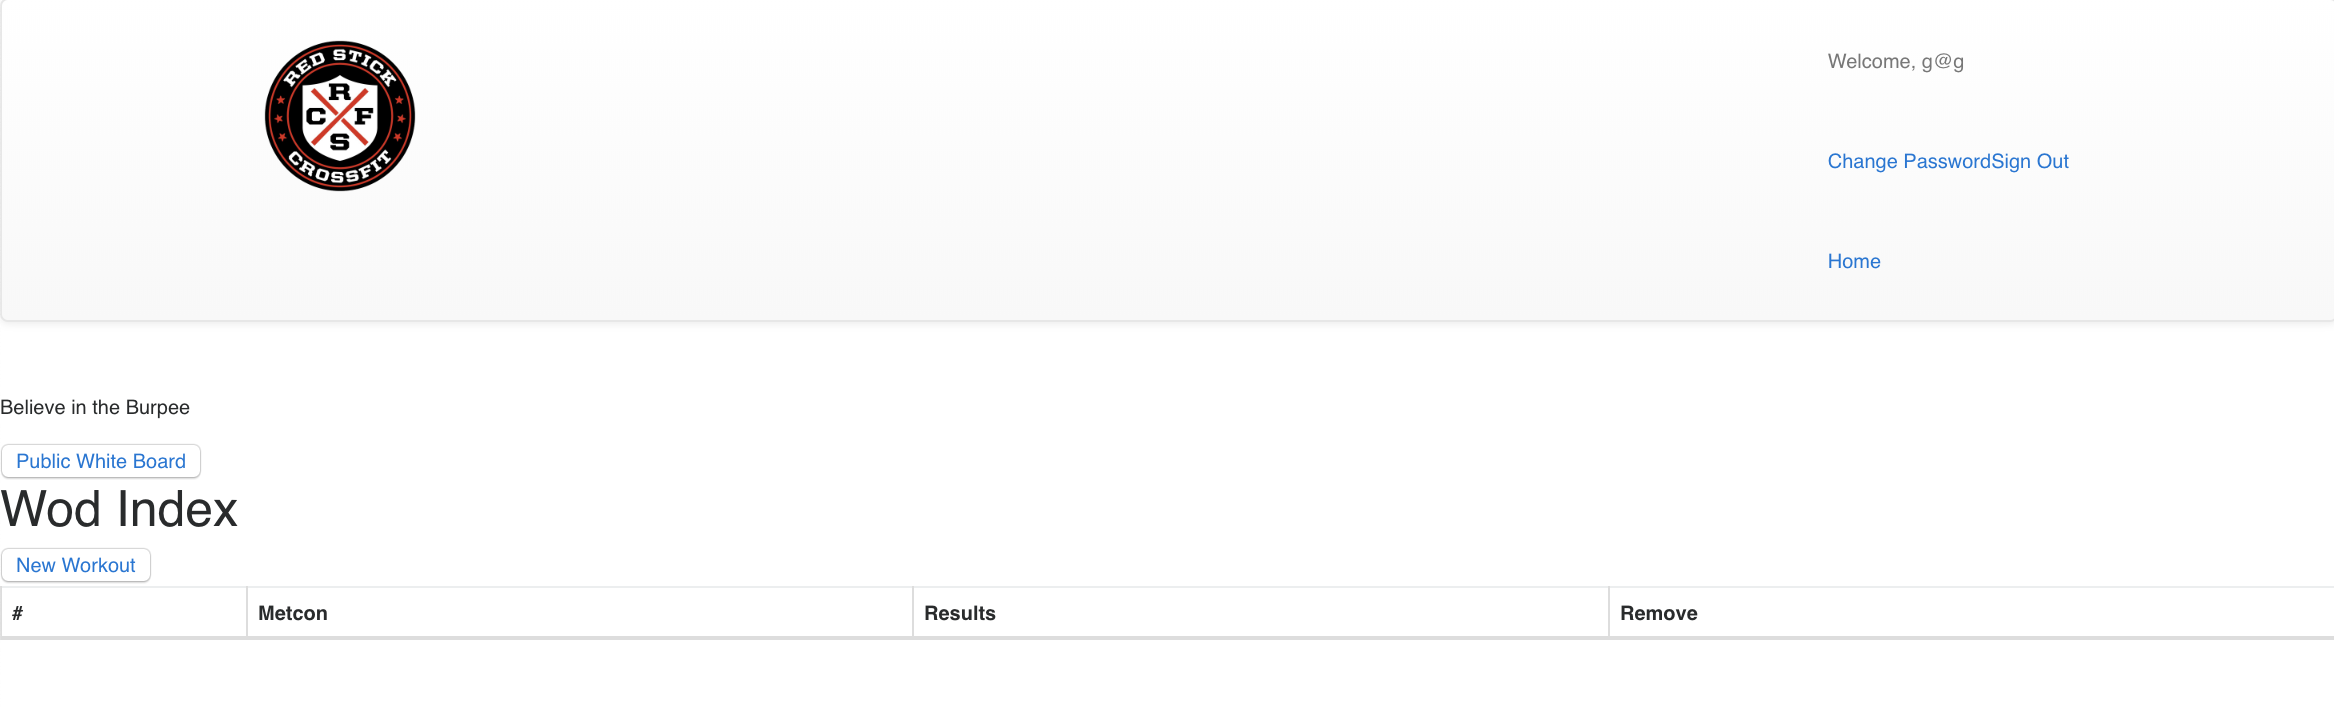 RED STICK
R
C F
S
CROSSFIT
Welcome, g@g
Change PasswordSign Out
Home
Believe in the Burpee
Public White Board
Wod Index
New Workout
# Metcon Results Remove